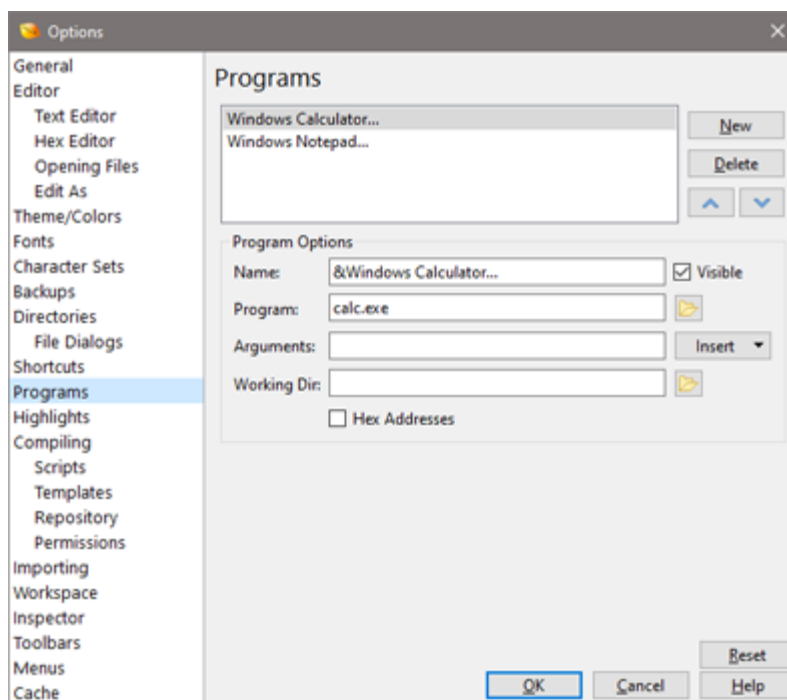 Options
General
Editor
Text Editor
Hex Editor
Opening Files
Edit As
Theme/Colors
Fonts
Character Sets
Backups
Directories
File Dialogs
Shortcuts
Programs
Highlights
Compiling
Scripts
Templates
Repository
Permissions
Importing
Workspace
Inspector
Toolbars
Menus
Cache
Programs
Windows Calculator...
Windows Notepad...
New
Delete
Program Options
Name: &Windows Calculator... Visible
Program: calc.exe
Arguments: Insert
Working Dir:
Hex Addresses
Reset
OK Cancel Help